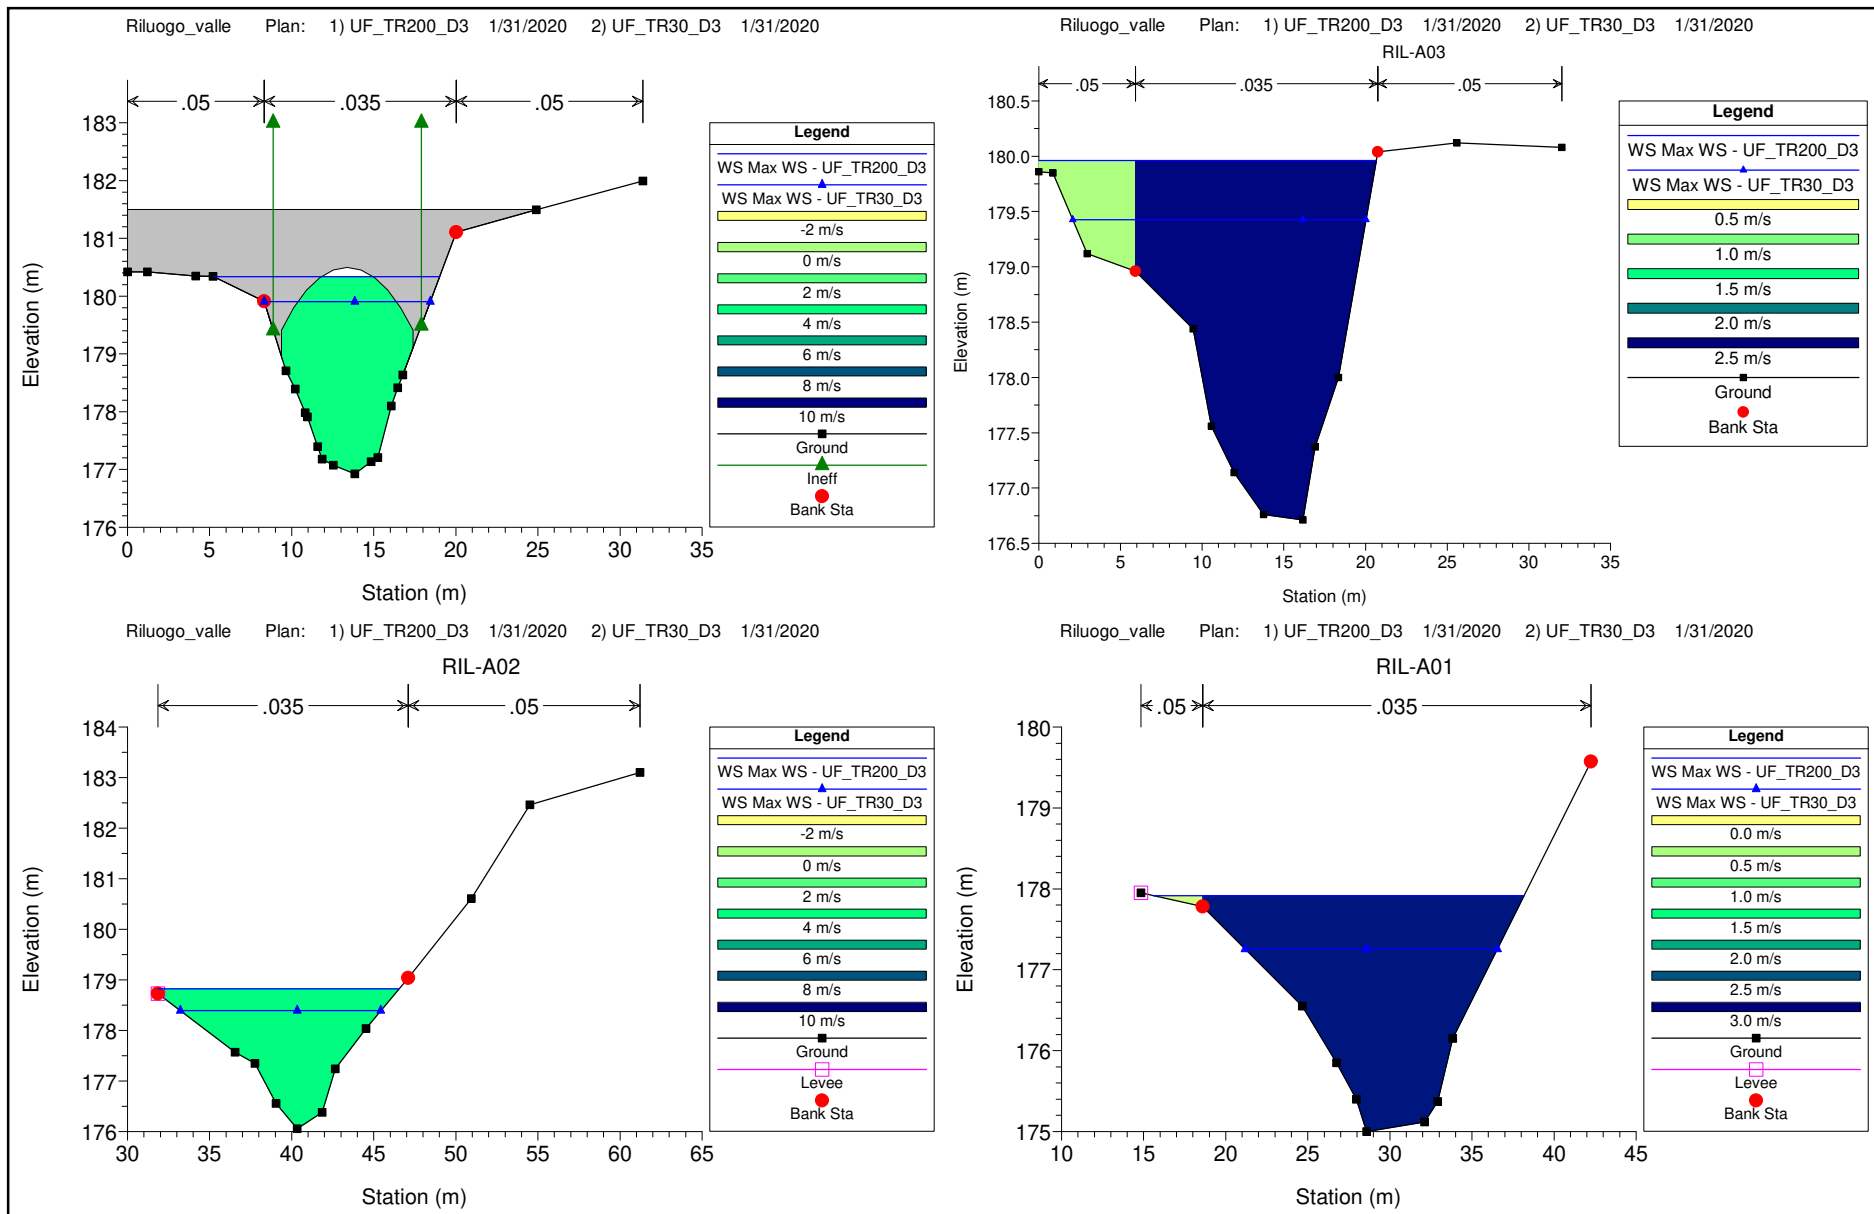 Riluogo_valle Plan: 1) UF_TR200_D3 1/31/2020 2) UF_TR30_D3 1/31/2020
.05 .035 .05
183
182
181
180
179
178
177
176
0 5 10 15 20 25 30 35
Station (m)
Elevation (m)
Legend
WS Max WS - UF_TR200_D3
WS Max WS - UF_TR30_D3
-2 m/s
0 m/s
2 m/s
4 m/s
6 m/s
8 m/s
10 m/s
Ground
Ineff
Bank Sta
Riluogo_valle Plan: 1) UF_TR200_D3 1/31/2020 2) UF_TR30_D3 1/31/2020
RIL-A03
.05 .035 .05
180.5
180.0
179.5
179.0
178.5
178.0
177.5
177.0
176.5
0 5 10 15 20 25 30 35
Station (m)
Elevation (m)
Legend
WS Max WS - UF_TR200_D3
WS Max WS - UF_TR30_D3
0.5 m/s
1.0 m/s
1.5 m/s
2.0 m/s
2.5 m/s
Ground
Bank Sta
Riluogo_valle Plan: 1) UF_TR200_D3 1/31/2020 2) UF_TR30_D3 1/31/2020
RIL-A02
.035 .05
184
183
182
181
180
179
178
177
176
30 35 40 45 50 55 60 65
Station (m)
Elevation (m)
Legend
WS Max WS - UF_TR200_D3
WS Max WS - UF_TR30_D3
-2 m/s
0 m/s
2 m/s
4 m/s
6 m/s
8 m/s
10 m/s
Ground
Levee
Bank Sta
Riluogo_valle Plan: 1) UF_TR200_D3 1/31/2020 2) UF_TR30_D3 1/31/2020
RIL-A01
.05 .035
180
179
178
177
176
175
10 15 20 25 30 35 40 45
Station (m)
Elevation (m)
Legend
WS Max WS - UF_TR200_D3
WS Max WS - UF_TR30_D3
0.0 m/s
0.5 m/s
1.0 m/s
1.5 m/s
2.0 m/s
2.5 m/s
3.0 m/s
Ground
Levee
Bank Sta